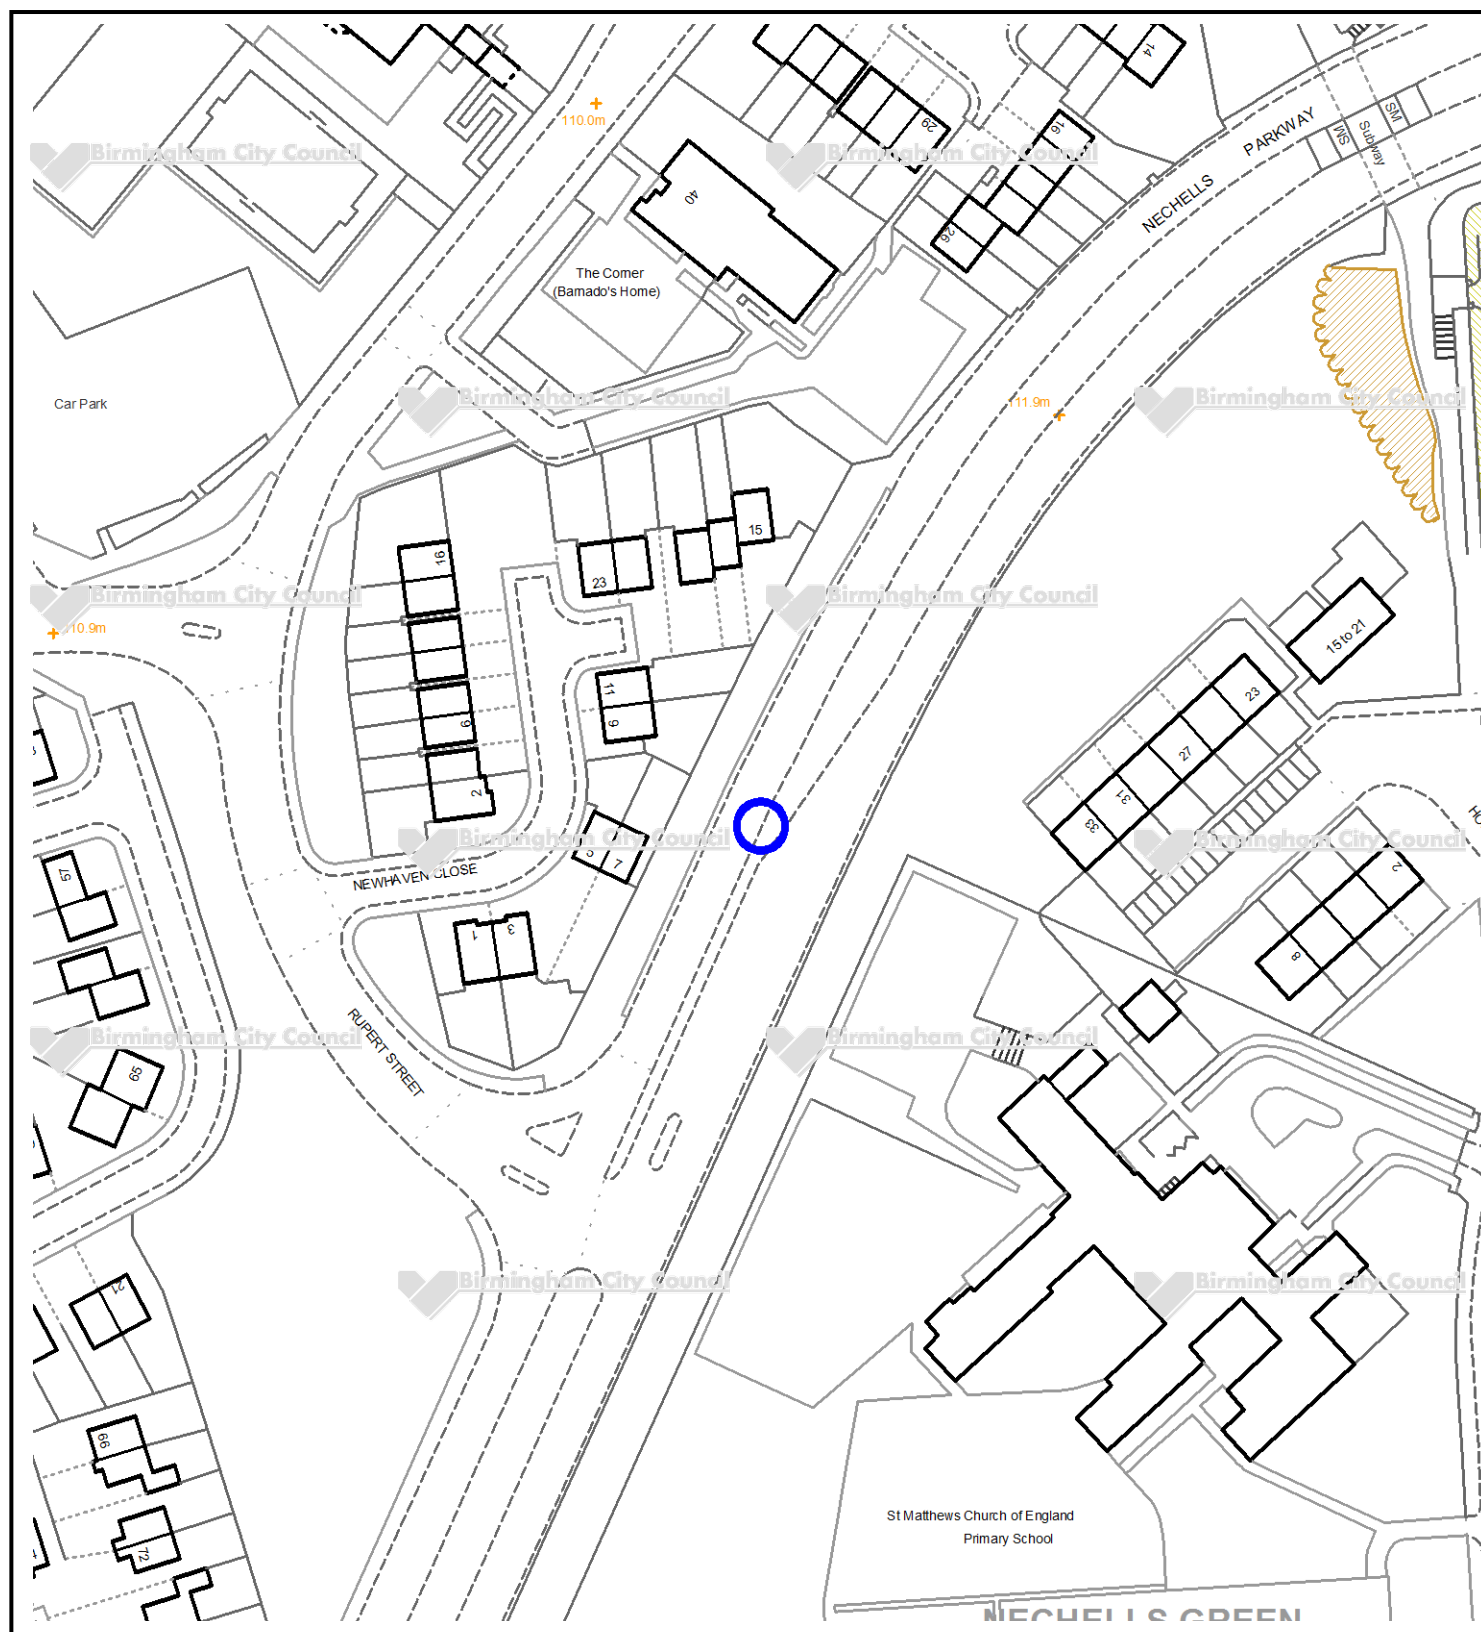 14
110.0m
PARKWAY
SM
MS
Subway
29
16
Birmingham City Council
Birmingham City Council
NECHELLS
40
26
The Corner
(Barnado's Home)
Birmingham City Council
Birmingham City Council
Car Park
111.9m
15
16
23
Birmingham City Council
Birmingham City Council
110.9m
15 to 21
11
9
23
27
31
33
2
Birmingham City Council
Birmingham City Council
5
7
NEWHAVEN CLOSE
57
2
1
3
8
RUPERT STREET
Birmingham City Council
Birmingham City Council
65
Birmingham City Council
Birmingham City Council
21
66
72
St Matthews Church of England
Primary School
NECHELLS GREEN